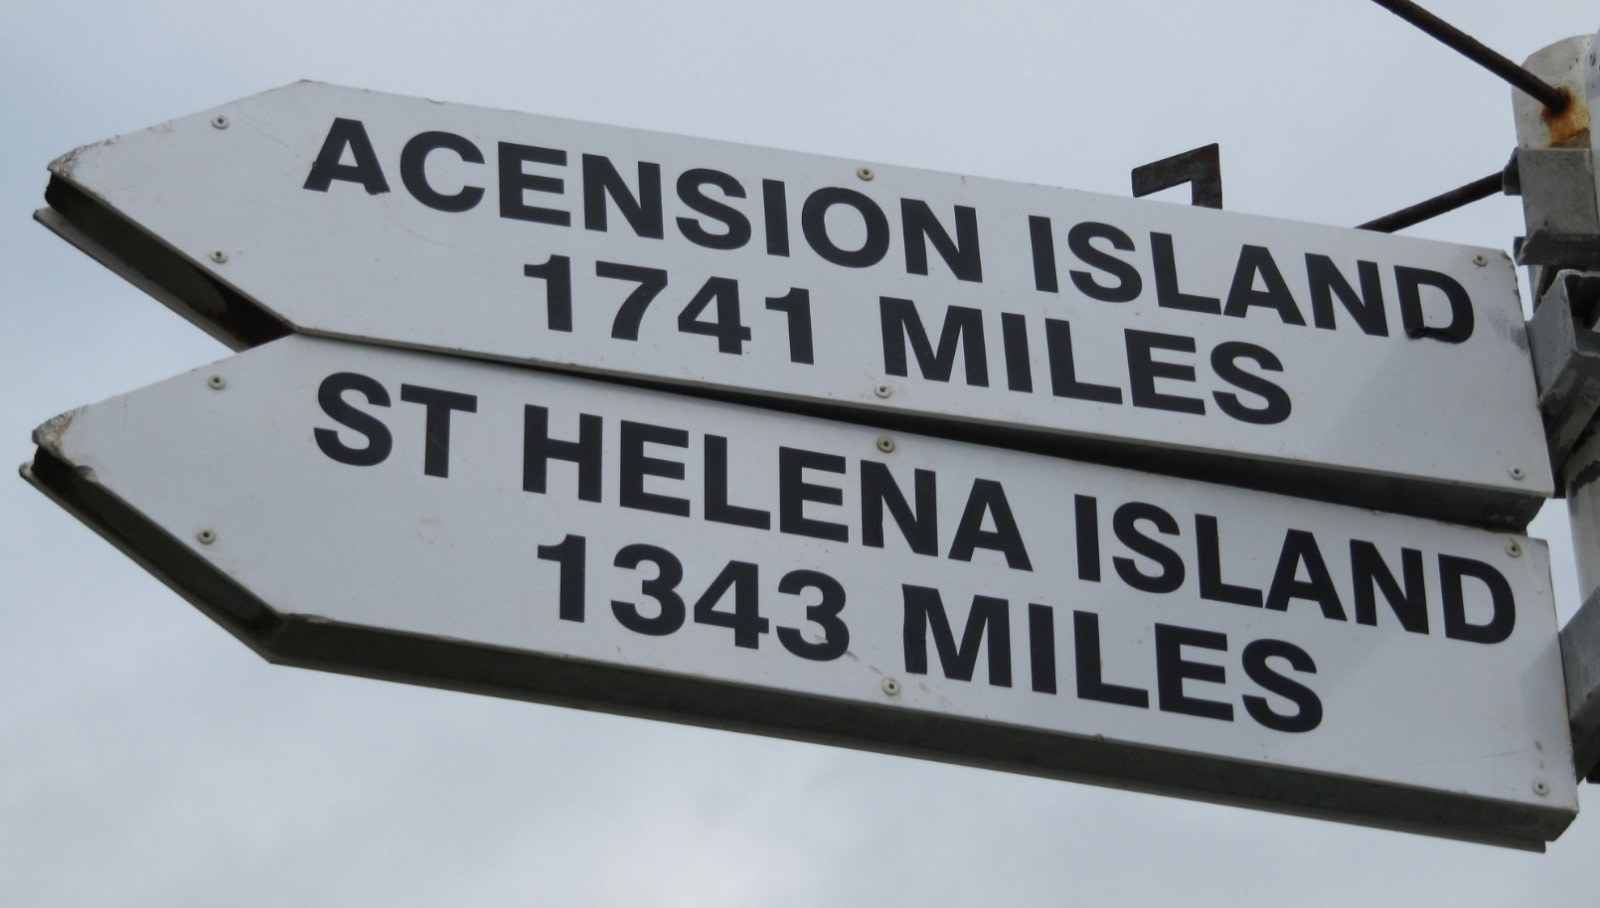 ACENSION ISLAND
1741 MILES
ST HELENA ISLAND
1343 MILES